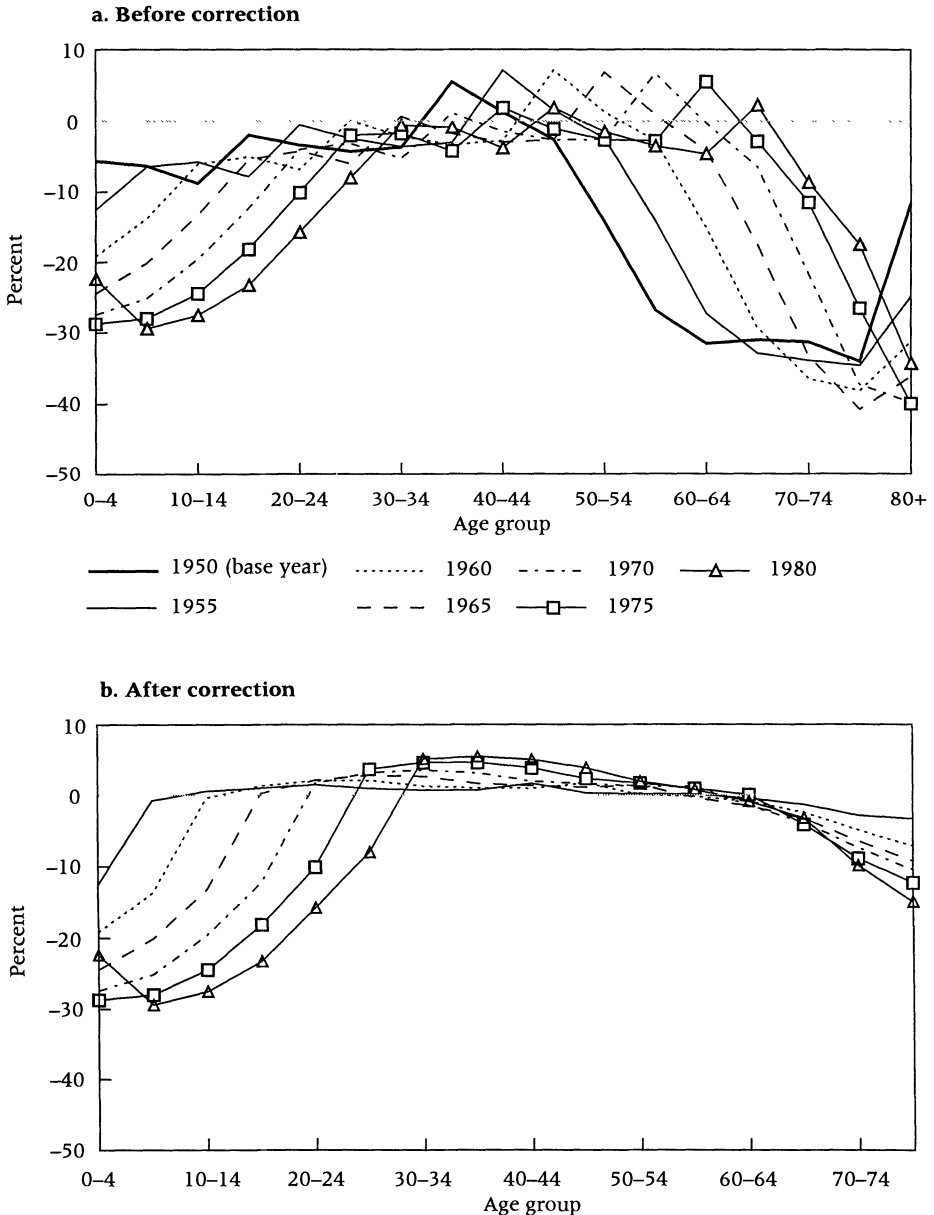 a. Before correction
10
0
−10
−20
−30
−40
−50
Percent
0–4 10–14 20–24 30–34 40–44 50–54 60–64 70–74 80+
Age group
1950 (base year) 1960 1970 1980
1955 1965 1975
b. After correction
10
0
−10
−20
−30
−40
−50
Percent
0–4 10–14 20–24 30–34 40–44 50–54 60–64 70–74
Age group